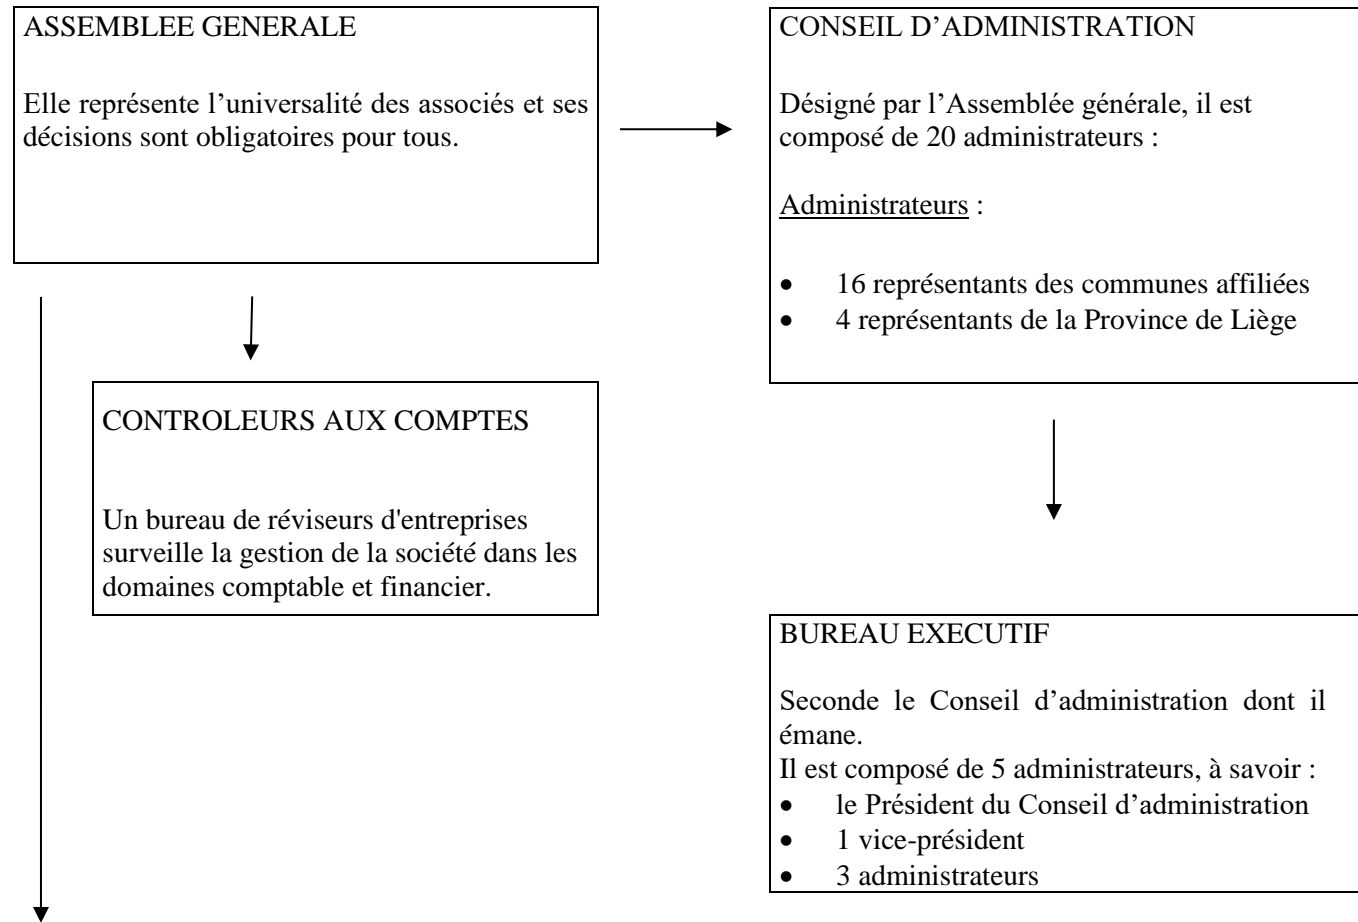 ASSEMBLEE GENERALE
Elle représente l’universalité des associés et ses
décisions sont obligatoires pour tous.
CONSEIL D’ADMINISTRATION
Désigné par l’Assemblée générale, il est
composé de 20 administrateurs :
Administrateurs :
• 16 représentants des communes affiliées
• 4 représentants de la Province de Liège
CONTROLEURS AUX COMPTES
Un bureau de réviseurs d'entreprises
surveille la gestion de la société dans les
domaines comptable et financier.
BUREAU EXECUTIF
Seconde le Conseil d’administration dont il
émane.
Il est composé de 5 administrateurs, à savoir :
• le Président du Conseil d’administration
• 1 vice-président
• 3 administrateurs